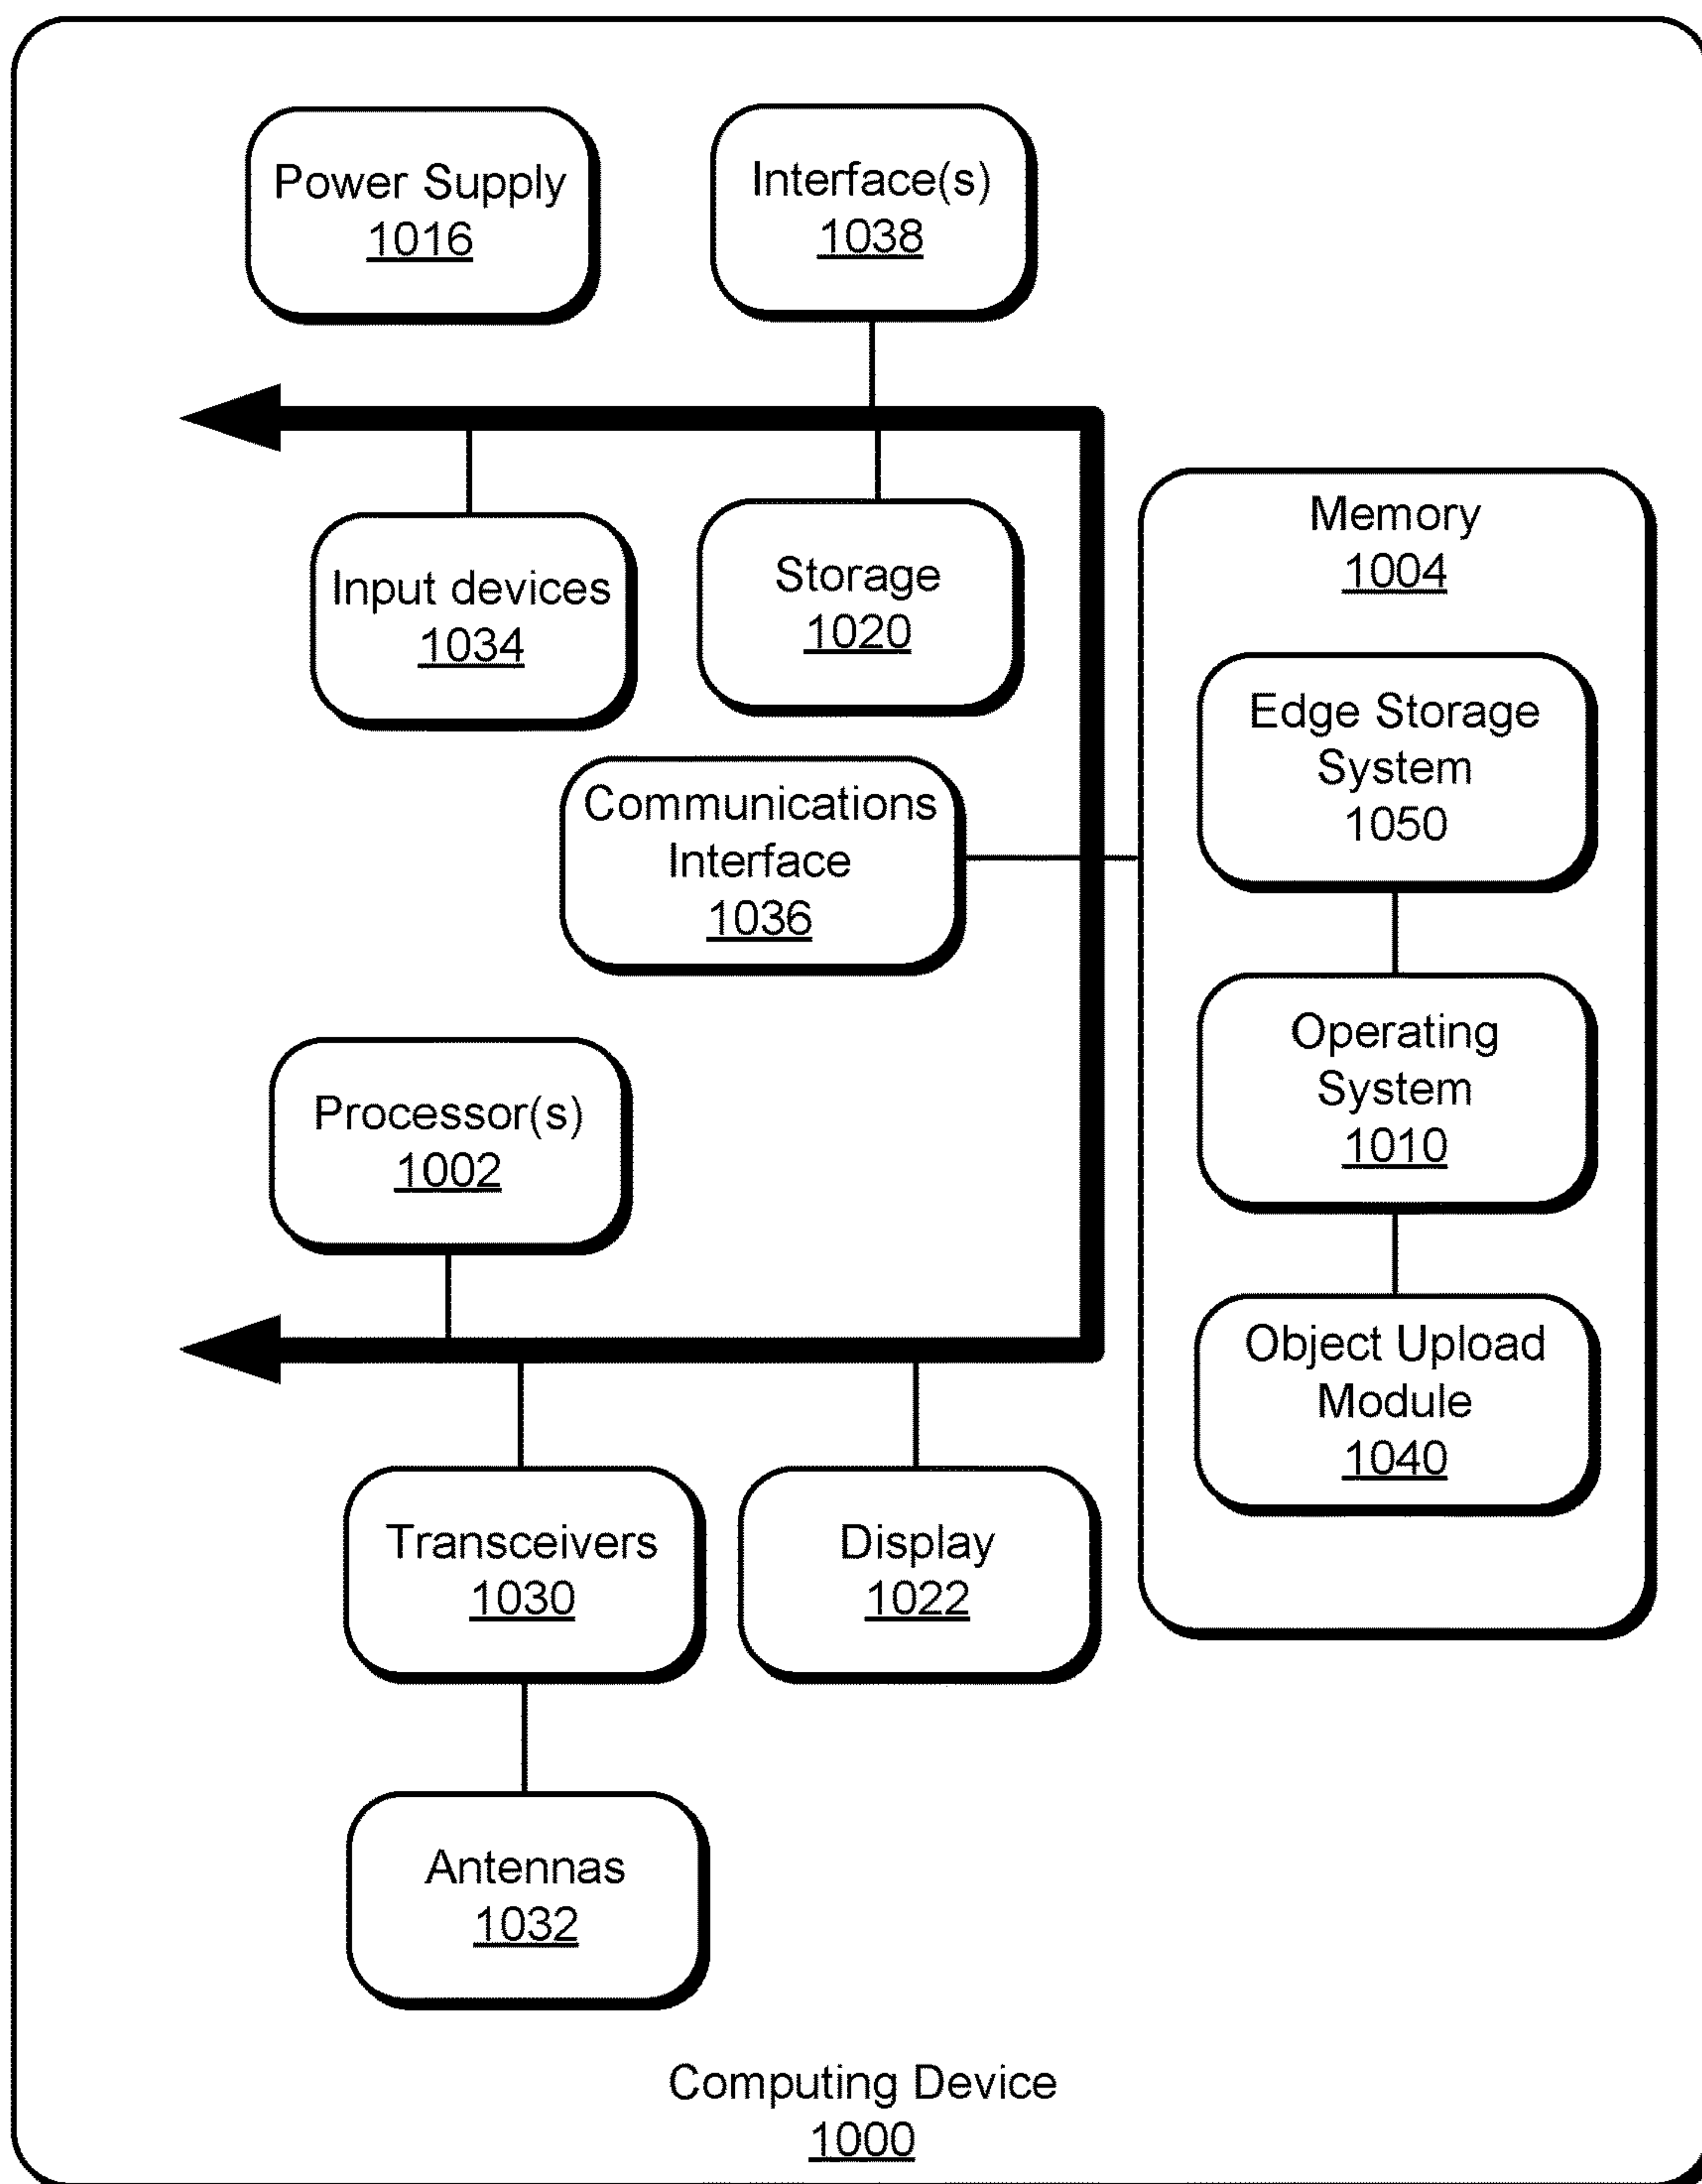 Power Supply
1016
Interface(s)
1038
Input devices
1034
Storage
1020
Communications
Interface
1036
Processor(s)
1002
Transceivers
1030
Display
1022
Antennas
1032
Memory
1004
Edge Storage
System
1050
Operating
System
1010
Object Upload
Module
1040
Computing Device
1000